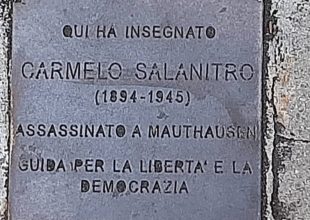 QUI HA INSEGNATO
CARMELO SALANITRO
(1894-1945)
ASSASSINATO A MAUTHAUSEN
GUIDA PER LA LIBERTA' E LA
DEMOCRAZIA